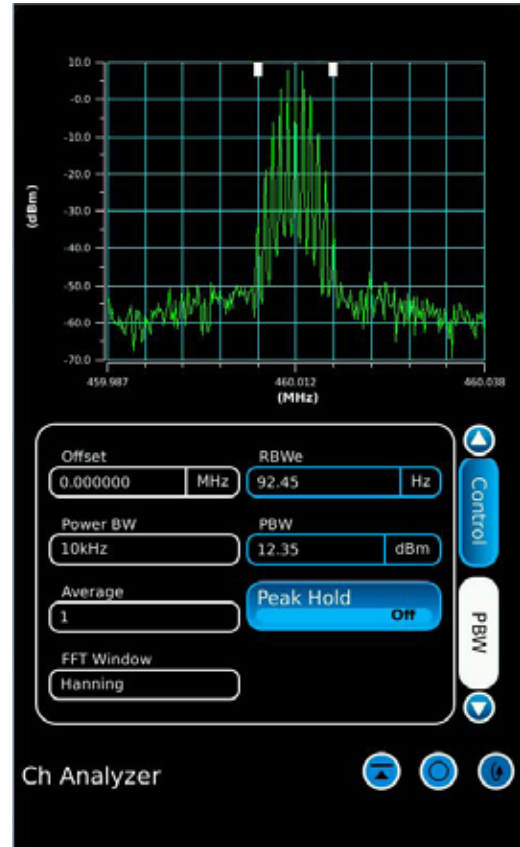 10.0
-0.0
-10.0
-20.0
-30.0
-40.0
-50.0
-60.0
-70.0
(dBm)
459.987 460.012 460.038
(MHz)
Offset RBWe
0.000000 MHz 92.45 Hz
Power BW PBW
10kHz 12.35 dBm
Average Peak Hold
1 Off
FFT Window
Hanning
Control
PBW
Ch Analyzer